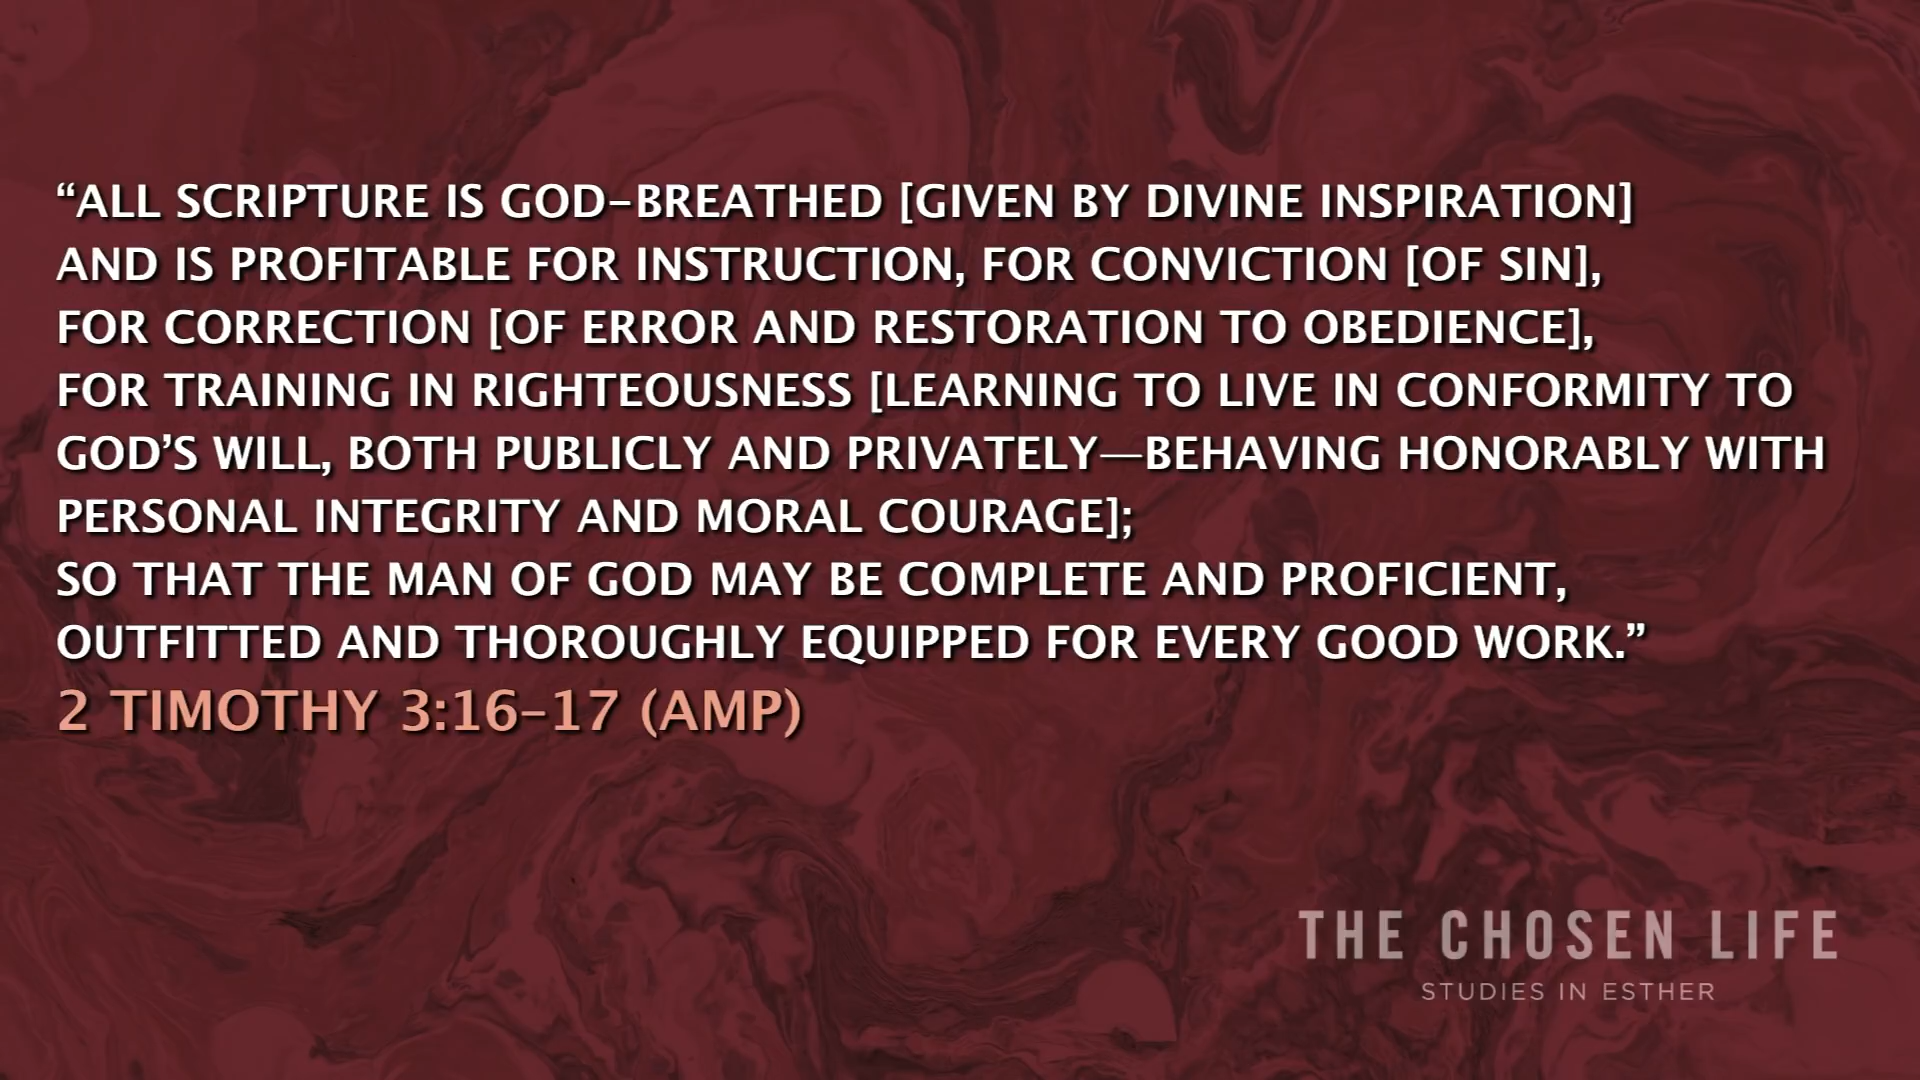 “ALL SCRIPTURE IS GOD–BREATHED [GIVEN BY DIVINE INSPIRATION]
AND IS PROFITABLE FOR INSTRUCTION, FOR CONVICTION [OF SIN],
FOR CORRECTION [OF ERROR AND RESTORATION TO OBEDIENCE],
FOR TRAINING IN RIGHTEOUSNESS [LEARNING TO LIVE IN CONFORMITY TO
GOD’S WILL, BOTH PUBLICLY AND PRIVATELY—BEHAVING HONORABLY WITH
PERSONAL INTEGRITY AND MORAL COURAGE];
SO THAT THE MAN OF GOD MAY BE COMPLETE AND PROFICIENT,
OUTFITTED AND THOROUGHLY EQUIPPED FOR EVERY GOOD WORK.”
2 TIMOTHY 3:16–17 (AMP)
THE CHOSEN LIFE
STUDIES IN ESTHER